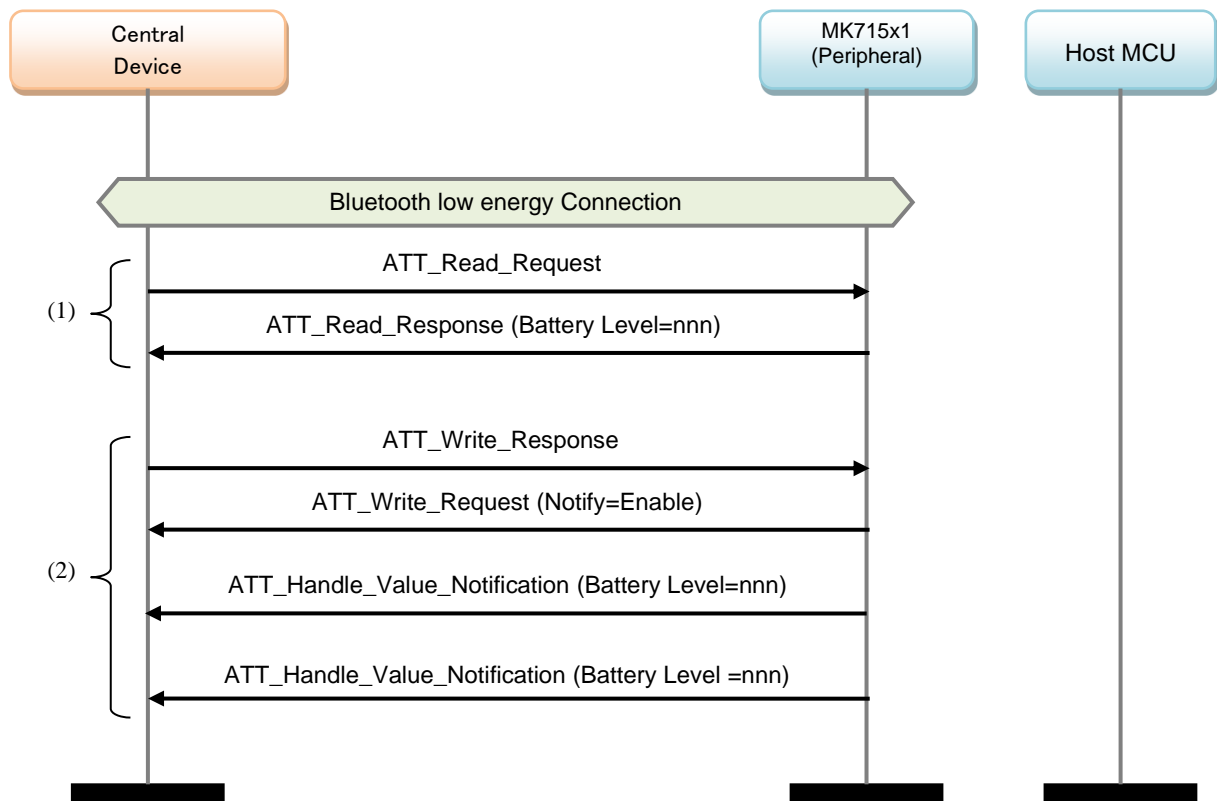 Central
Device
MK715x1
(Peripheral)
Host MCU
Bluetooth low energy Connection
ATT_Read_Request
(1)
ATT_Read_Response (Battery Level=nnn)
ATT_Write_Response
ATT_Write_Request (Notify=Enable)
(2)
ATT_Handle_Value_Notification (Battery Level=nnn)
ATT_Handle_Value_Notification (Battery Level =nnn)